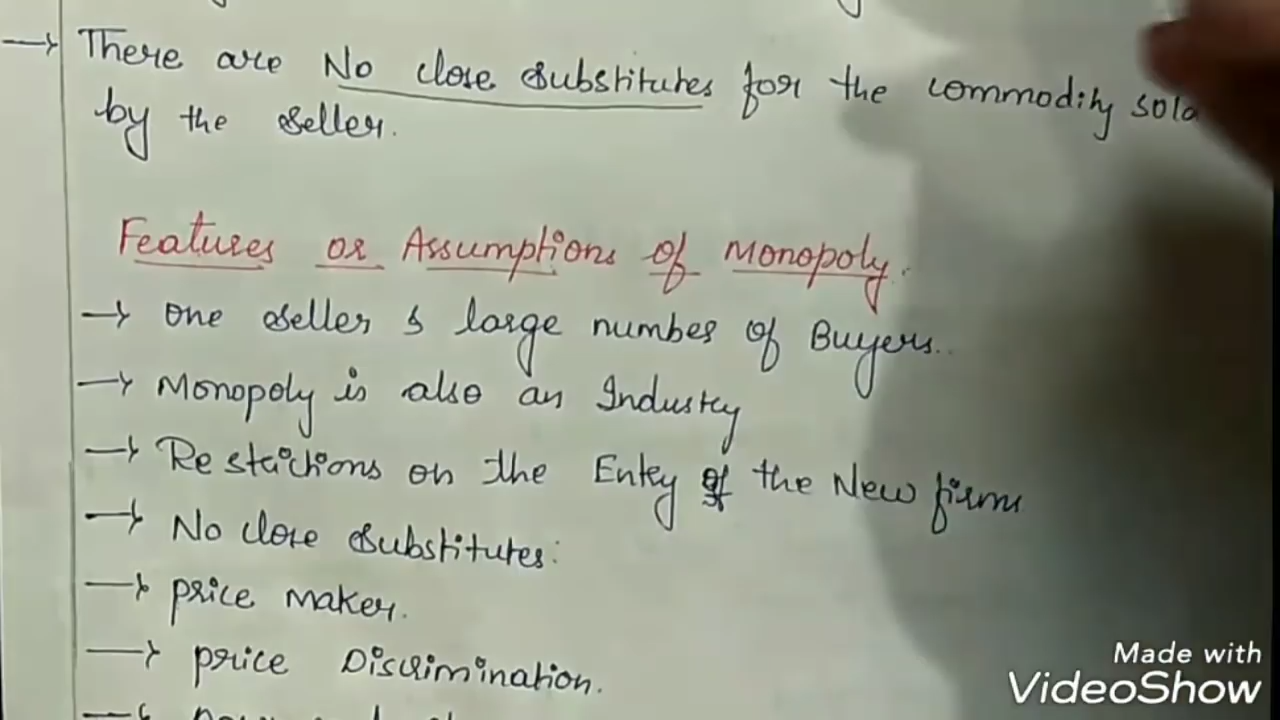 → There are No close substitutes for the commodity sold
by the seller.
Features or Assumptions of Monopoly.
→ One seller & large number of Buyers.
→ Monopoly is also an Industry
→ Restrictions on the Entry of the New firms
→ No close substitutes:
→ price maker.
→ price Discrimination.
Made with
VideoShow